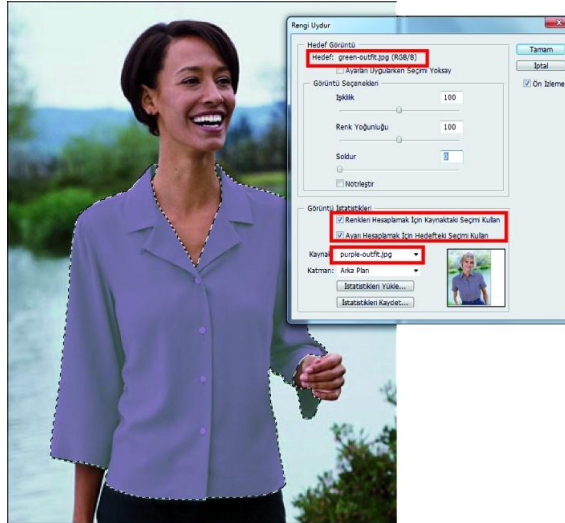 Rengi Uydur
Hedef Görüntü
Hedef: green-outfit.jpg (RGB/8)
Tamam
Ayarları Uygularken Seçimi Yoksay
İptal
Görüntü Seçenekleri
Ön İzleme
Işıklılık 100
Renk Yoğunluğu 100
Soldur 0
Nötrleştir
Görüntü İstatistikleri
Renkleri Hesaplamak İçin Kaynaktaki Seçimi Kullan
Ayarı Hesaplamak İçin Hedefteki Seçimi Kullan
Kaynak: purple-outfit.jpg
Katman: Arka Plan
İstatistikleri Yükle...
İstatistikleri Kaydet...